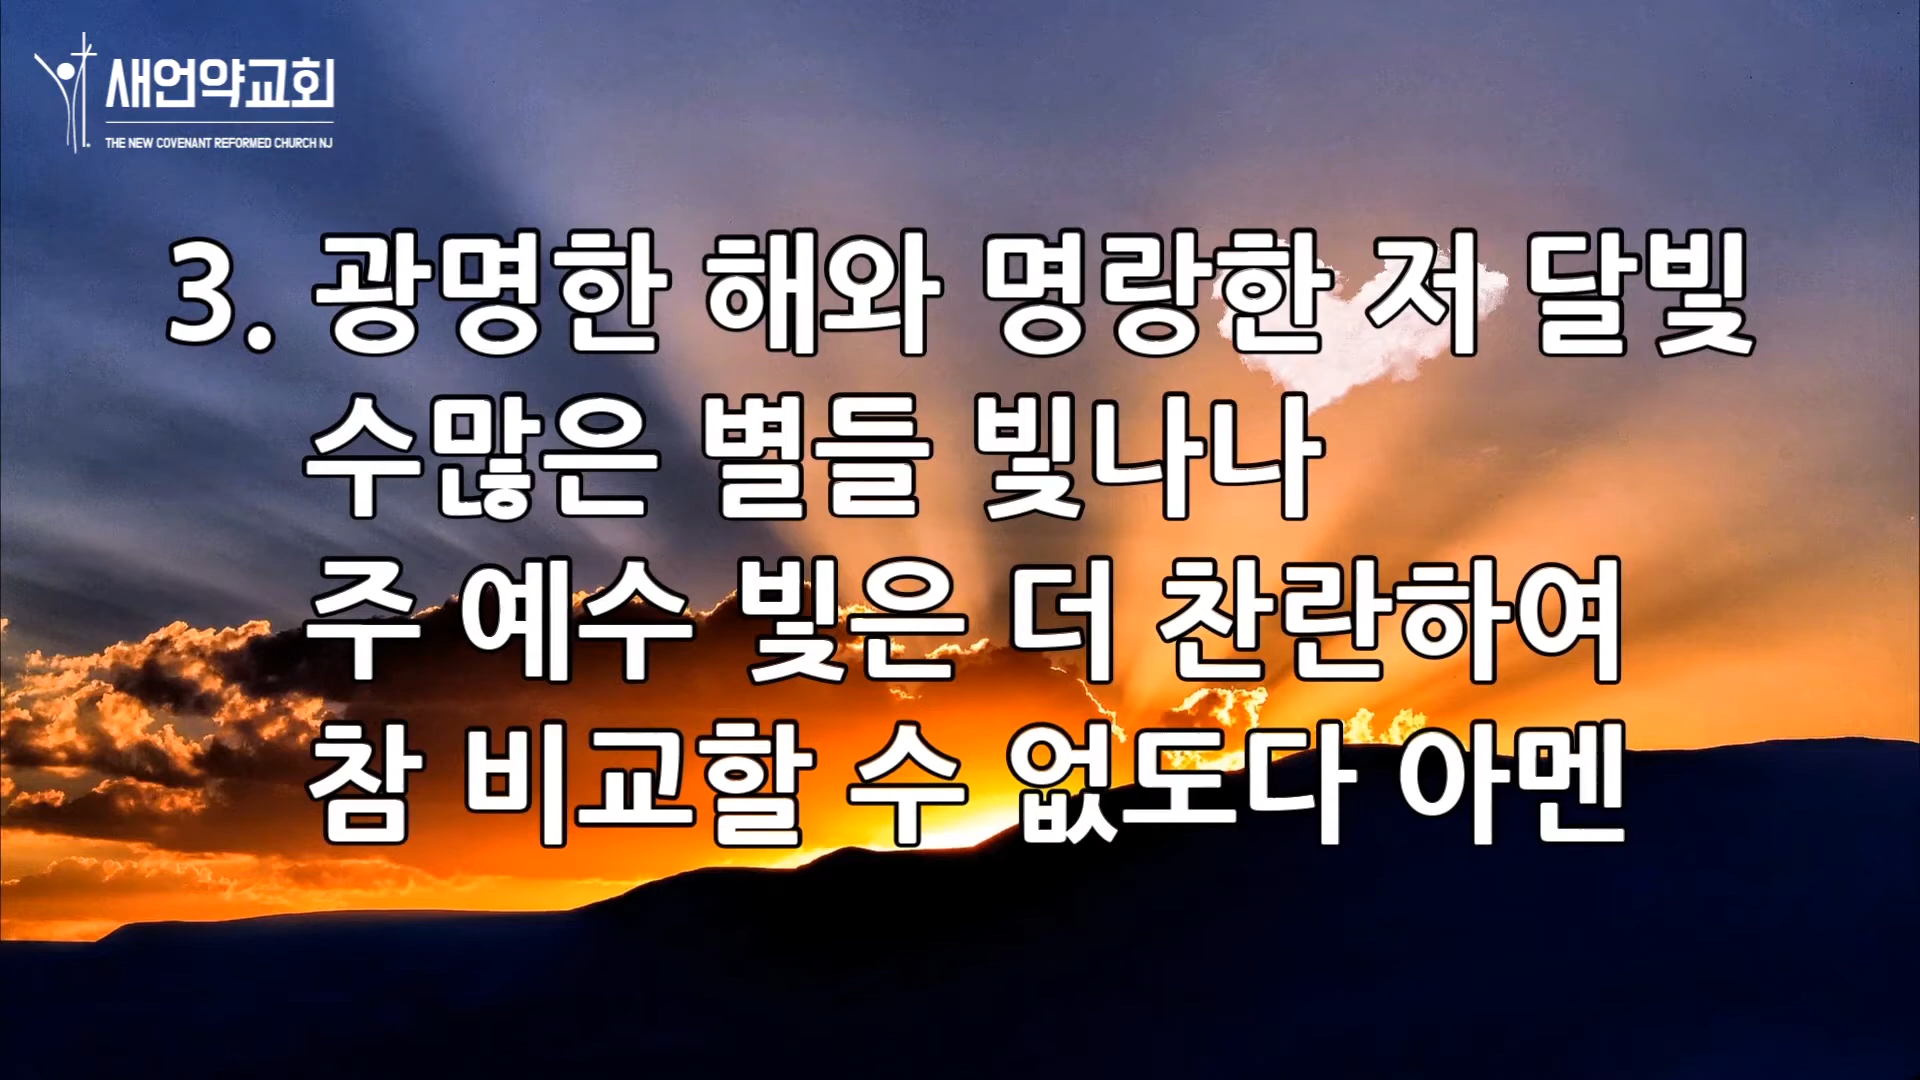 새언약교회
THE NEW COVENANT REFORMED CHURCH NJ
3. 광명한 해와 명랑한 저 달빛
수많은 별들 빛나나
주 예수 빛은 더 찬란하여
참 비교할 수 없도다 아멘